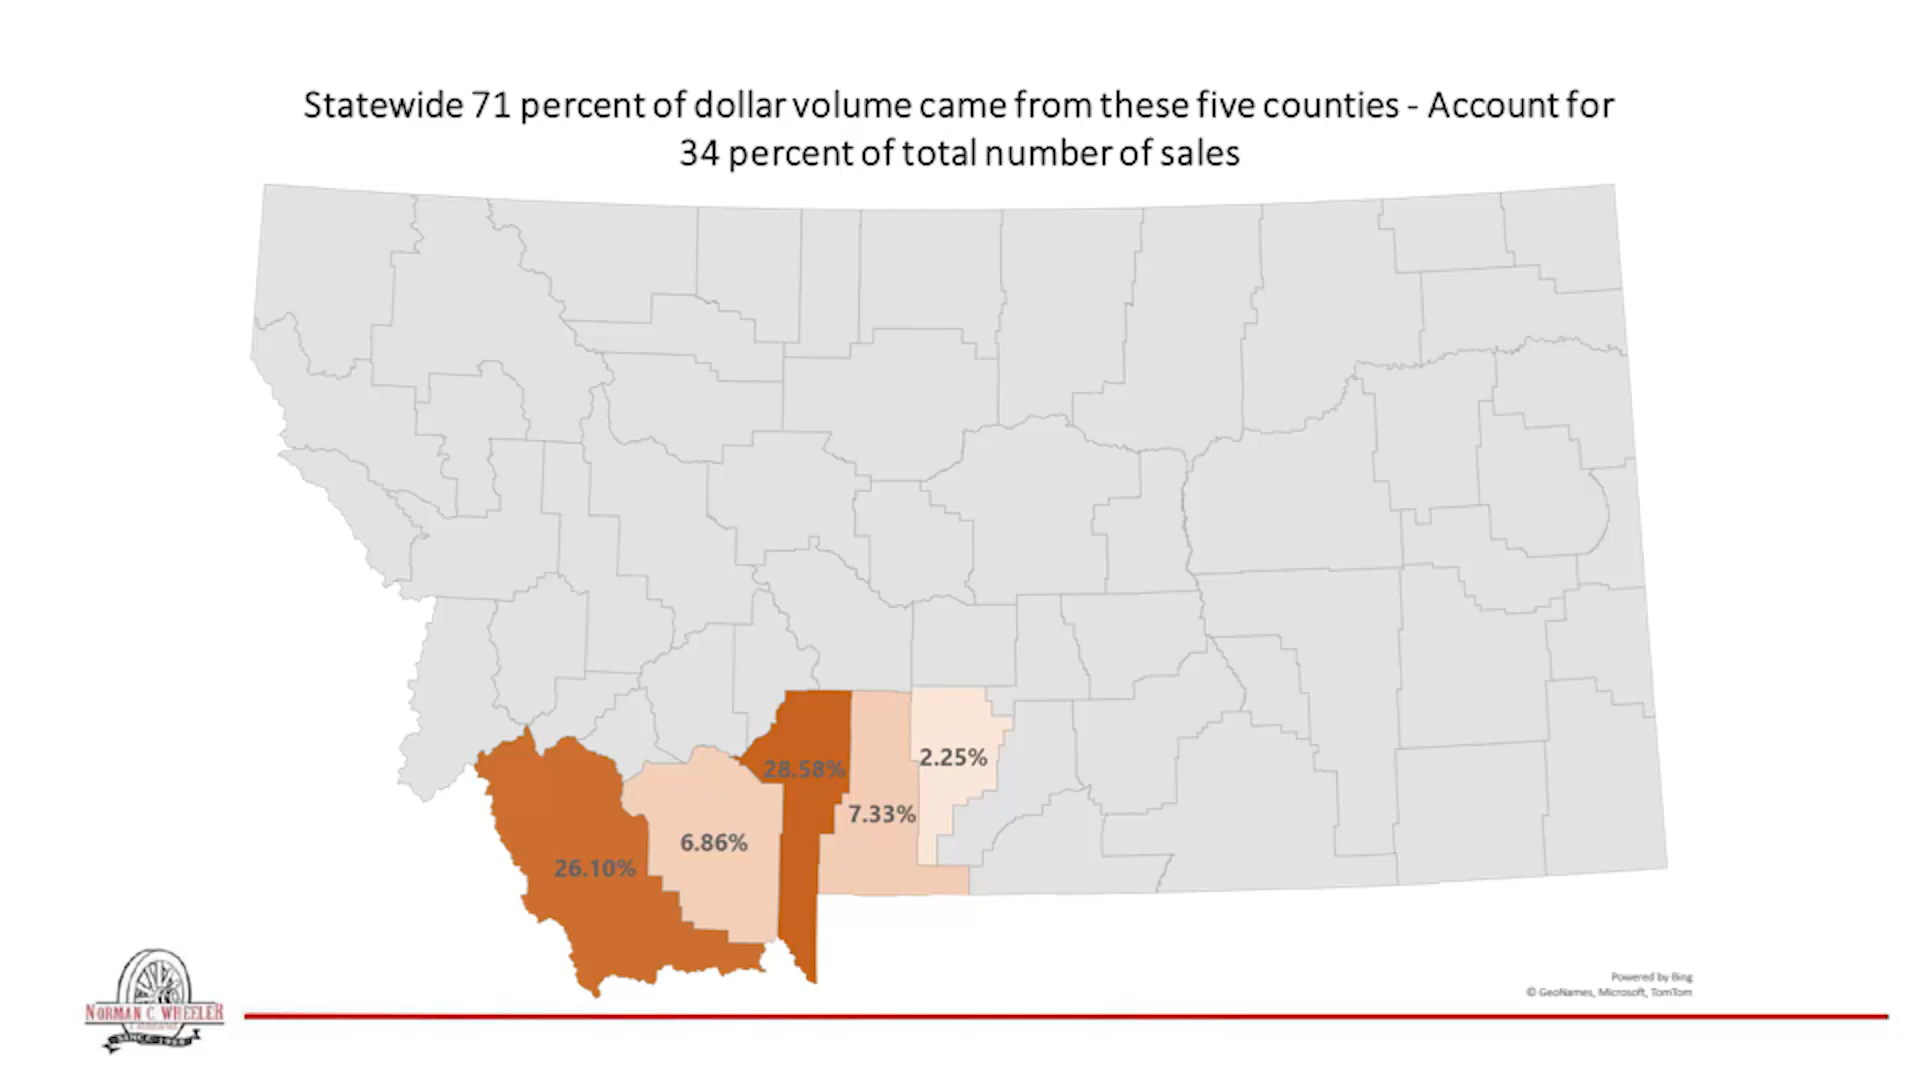 Statewide 71 percent of dollar volume came from these five counties - Account for
34 percent of total number of sales
2.25%
28.58%
7.33%
6.86%
26.10%
Powered by Bing
© GeoNames, Microsoft, TomTom
NORMAN C. WHEELER